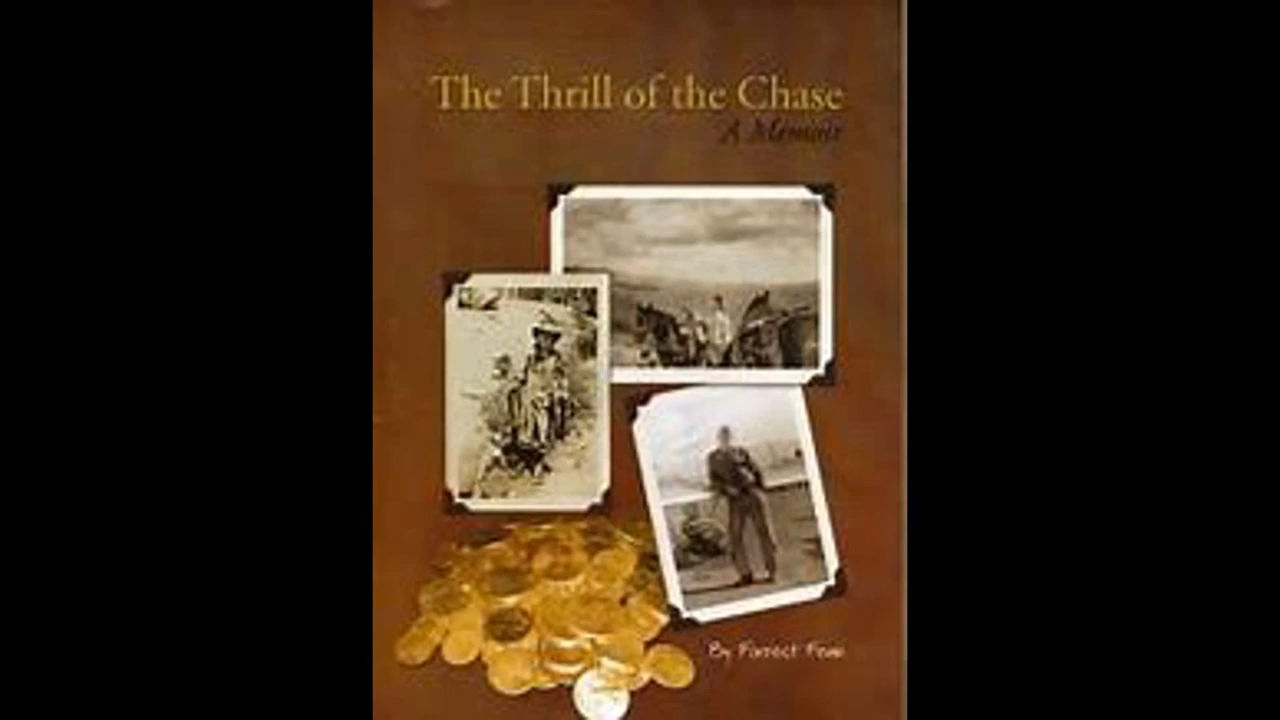 The Thrill of the Chase
A Memoir
By Forrest Fenn